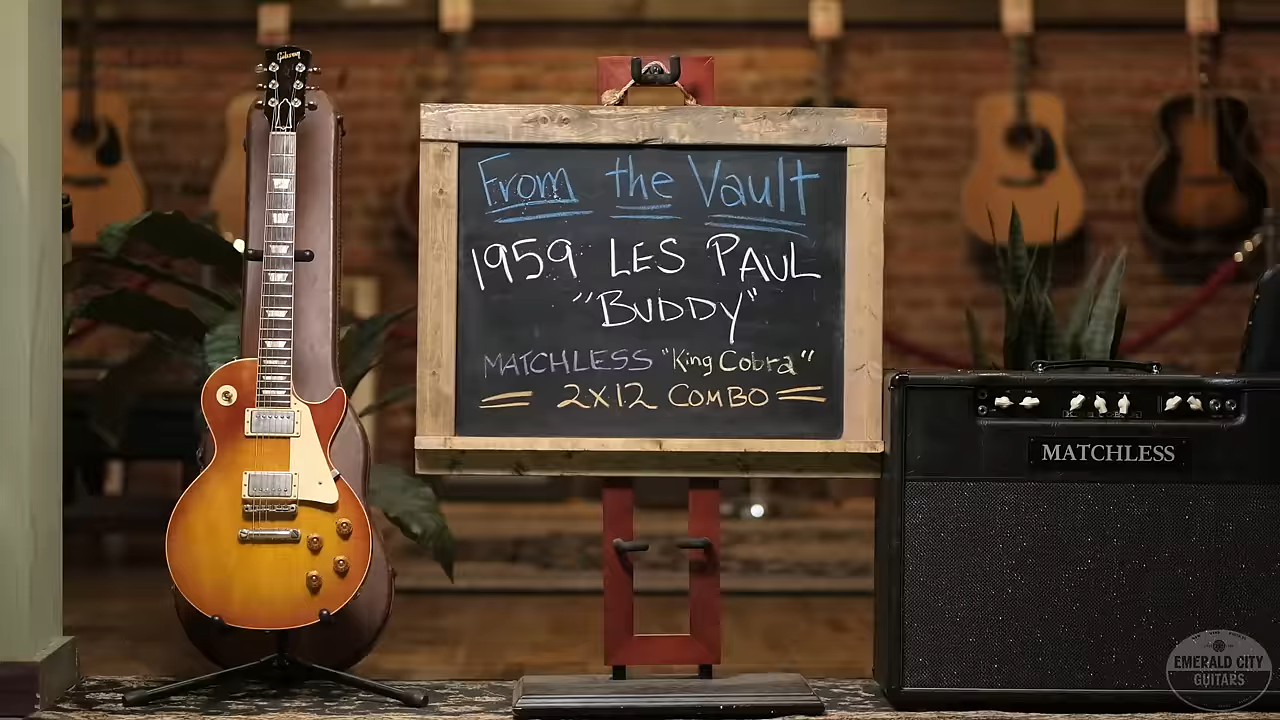 Gibson
From the Vault
1959 LES PAUL
"BUDDY"
MATCHLESS "King Cobra"
= 2X12 COMBO =
MATCHLESS
EMERALD CITY
GUITARS